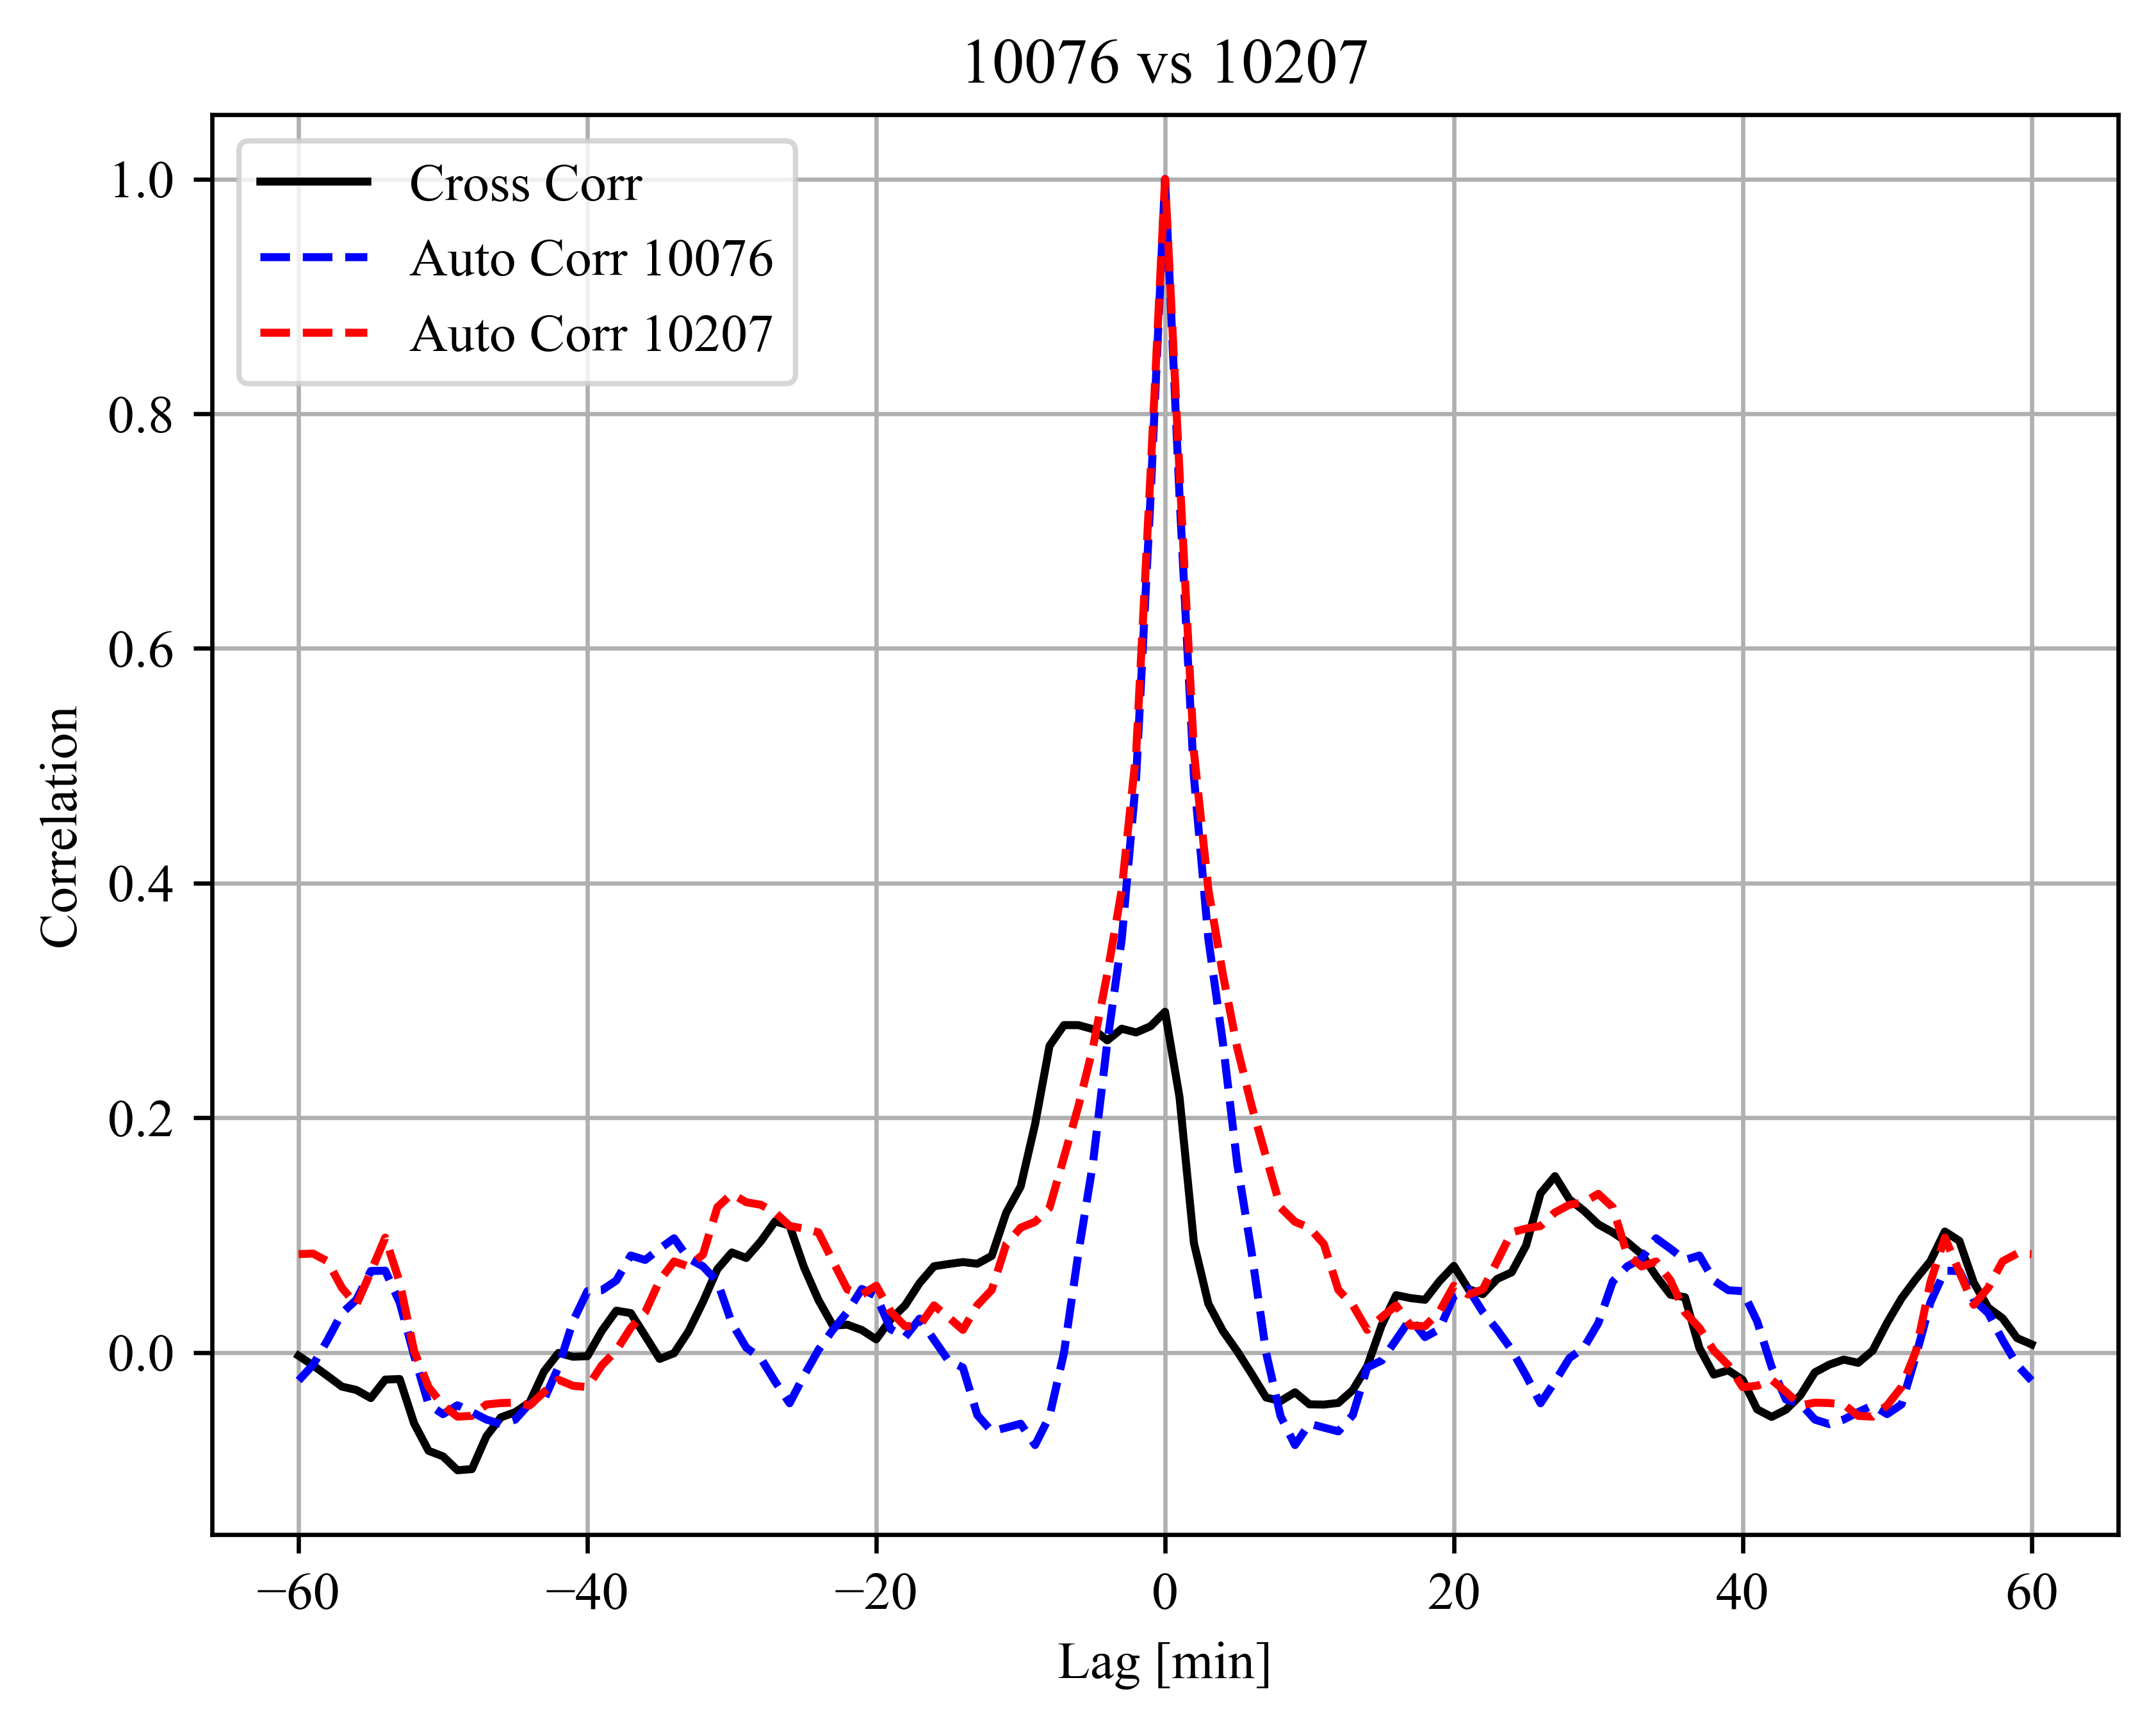 10076 vs 10207
Cross Corr
Auto Corr 10076
Auto Corr 10207
1.0
0.8
0.6
0.4
0.2
0.0
Correlation
−60 −40 −20 0 20 40 60
Lag [min]